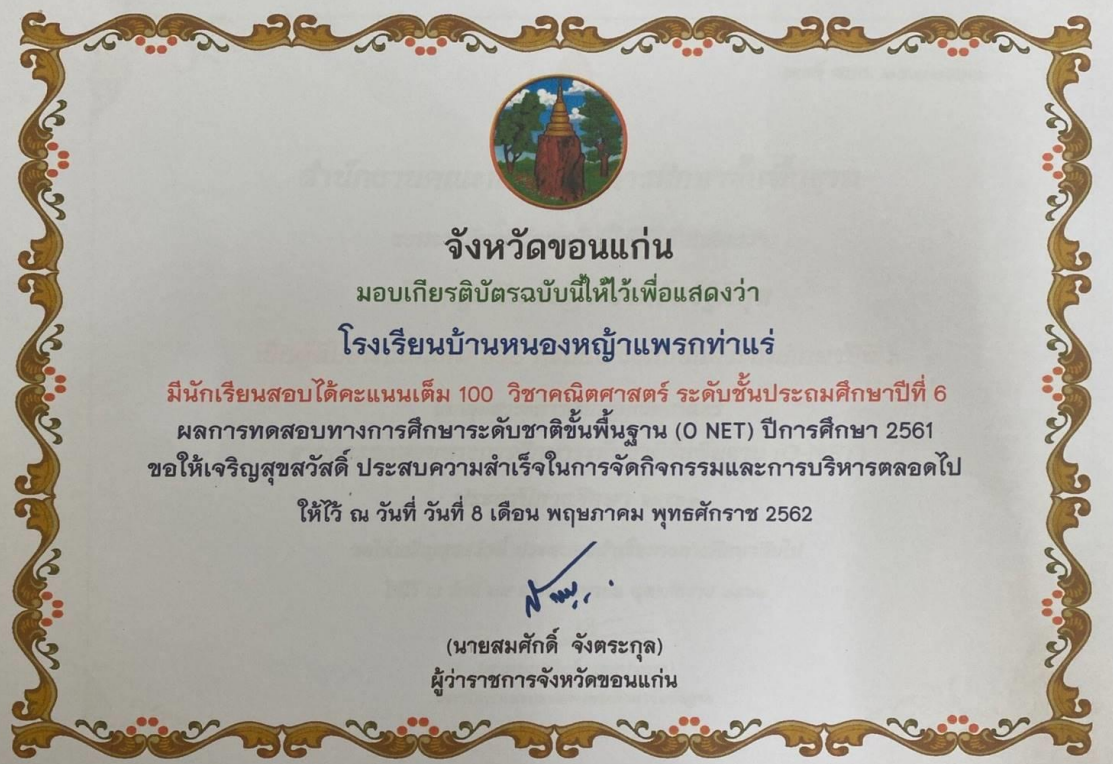 จังหวัดขอนแก่น
มอบเกียรติบัตรฉบับนี้ให้ไว้เพื่อแสดงว่า
โรงเรียนบ้านหนองหญ้าแพรกท่าแร่
มีนักเรียนสอบได้คะแนนเต็ม 100 วิชาคณิตศาสตร์ ระดับชั้นประถมศึกษาปีที่ 6
ผลการทดสอบทางการศึกษาระดับชาติขั้นพื้นฐาน (O NET) ปีการศึกษา 2561
ขอให้เจริญสุขสวัสดิ์ ประสบความสำเร็จในการจัดกิจกรรมและการบริหารตลอดไป
ให้ไว้ ณ วันที่ วันที่ 8 เดือน พฤษภาคม พุทธศักราช 2562
(นายสมศักดิ์ จังตระกุล)
ผู้ว่าราชการจังหวัดขอนแก่น